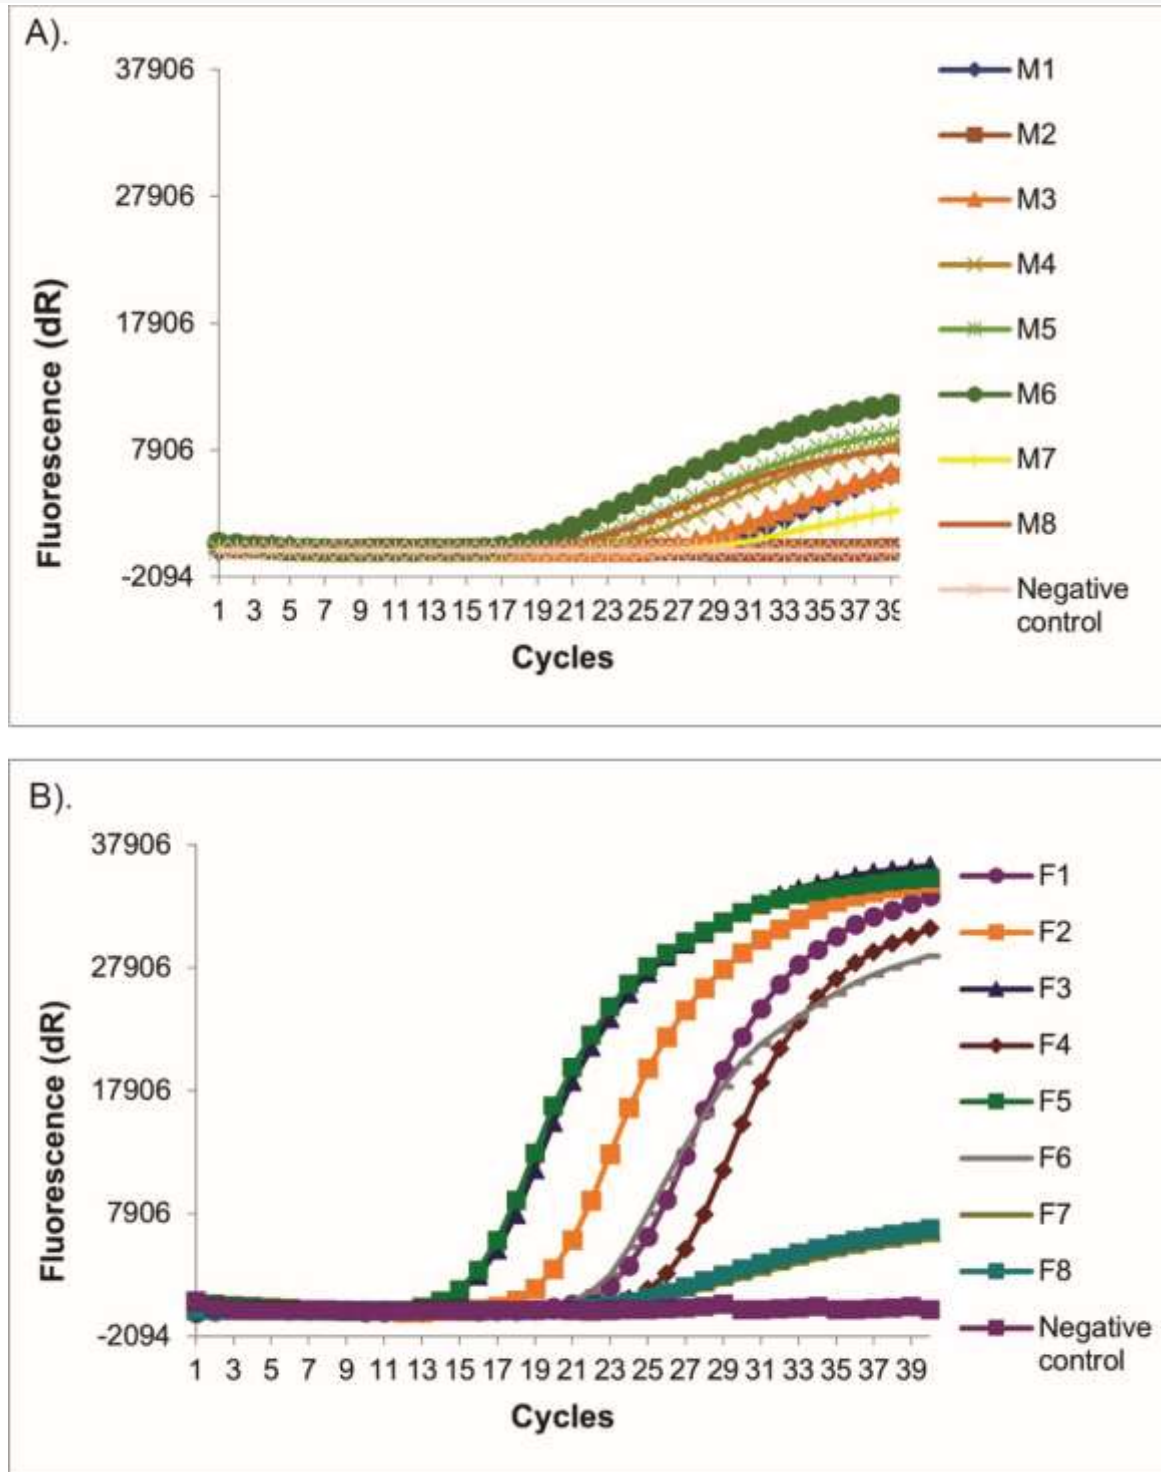 A).
37906
27906
17906
7906
-2094
Fluorescence (dR)
1 3 5 7 9 11 13 15 17 19 21 23 25 27 29 31 33 35 37 39
Cycles
M1
M2
M3
M4
M5
M6
M7
M8
Negative
control
B).
37906
27906
17906
7906
-2094
Fluorescence (dR)
1 3 5 7 9 11 13 15 17 19 21 23 25 27 29 31 33 35 37 39
Cycles
F1
F2
F3
F4
F5
F6
F7
F8
Negative
control